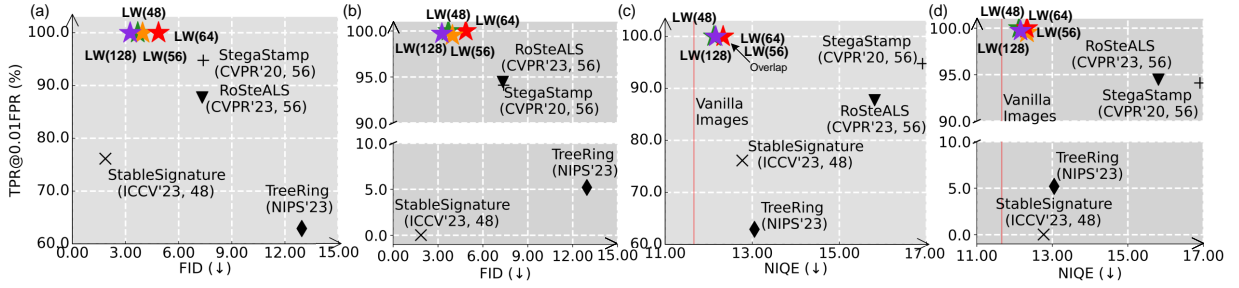 (a)
TPR@0.01FPR (%)
100.0
90.0
80.0
70.0
60.0
0.00
3.00
6.00
9.00
12.00
15.00
FID (↓)
LW(48)
LW(64)
LW(128)
LW(56)
StegaStamp
(CVPR'20, 56)
RoSteALS
(CVPR'23, 56)
StableSignature
(ICCV'23, 48)
TreeRing
(NIPS'23)
(b)
100.0
95.0
90.0
10.0
5.0
0.0
0.00
3.00
6.00
9.00
12.00
15.00
FID (↓)
LW(48)
LW(64)
LW(128)
LW(56)
RoSteALS
(CVPR'23, 56)
StegaStamp
(CVPR'20, 56)
TreeRing
(NIPS'23)
StableSignature
(ICCV'23, 48)
(c)
100.0
90.0
80.0
70.0
60.0
11.00
13.00
15.00
17.00
NIQE (↓)
LW(48)
LW(64)
LW(56)
LW(128)
Overlap
StegaStamp
(CVPR'20, 56)
Vanilla
Images
RoSteALS
(CVPR'23, 56)
StableSignature
(ICCV'23, 48)
TreeRing
(NIPS'23)
(d)
100.0
95.0
90.0
10.0
5.0
0.0
11.00
13.00
15.00
17.00
NIQE (↓)
LW(48)
LW(64)
LW(56)
LW(128)
RoSteALS
(CVPR'23, 56)
StegaStamp
(CVPR'20, 56)
Vanilla
Images
TreeRing
(NIPS'23)
StableSignature
(ICCV'23, 48)